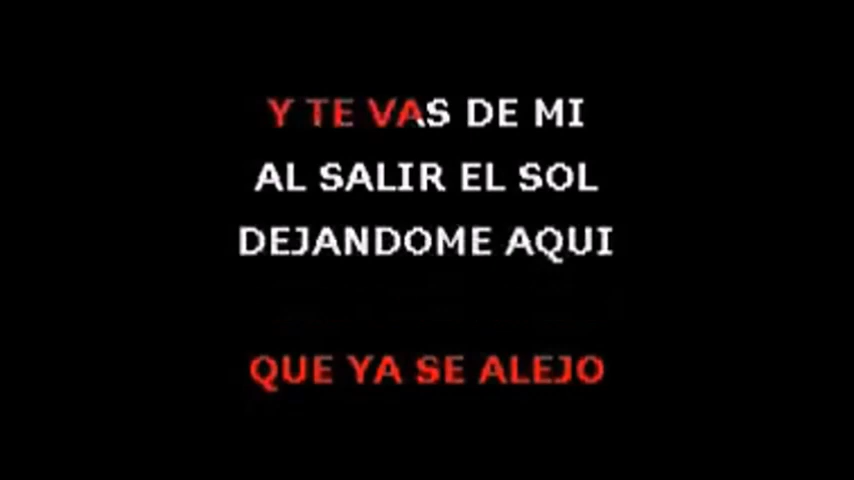 Y TE VAS DE MI
AL SALIR EL SOL
DEJANDOME AQUI
QUE YA SE ALEJO